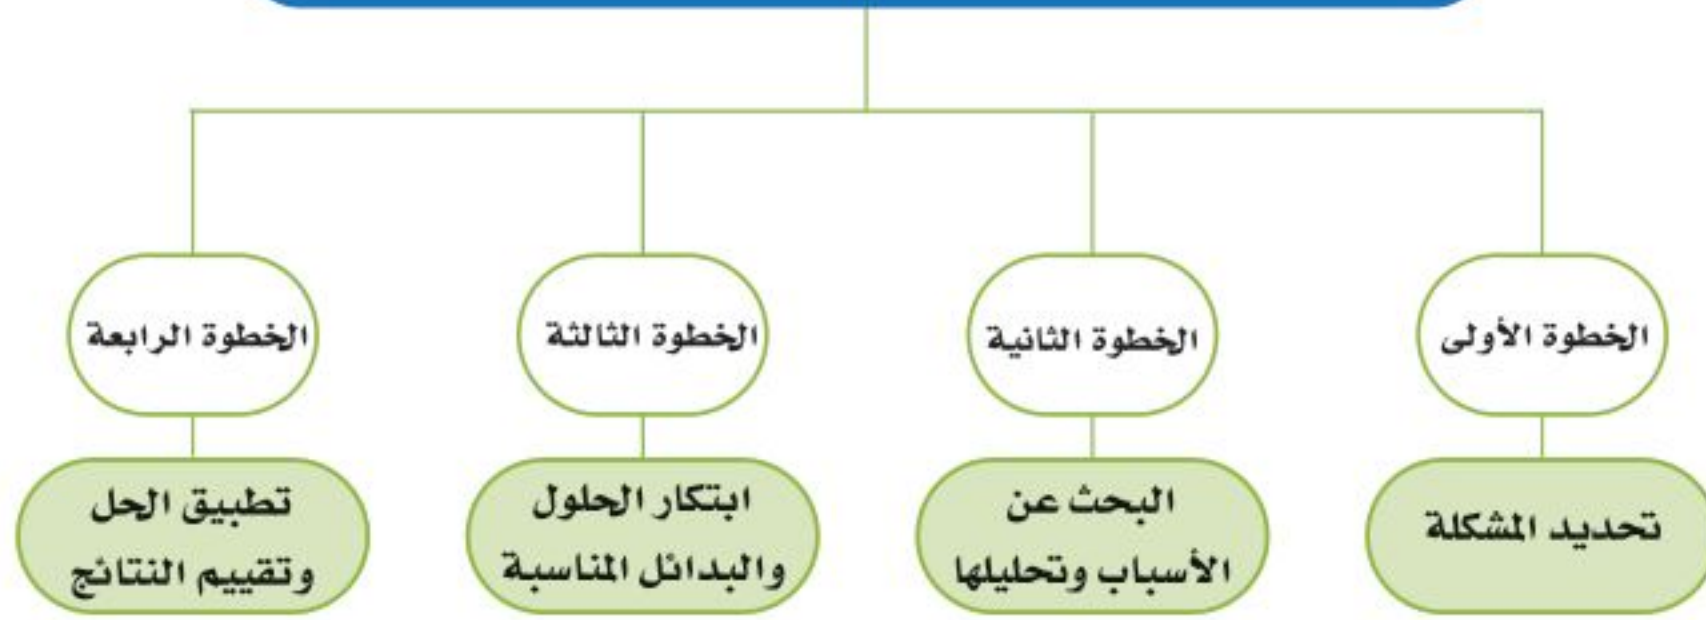 الخطوة الأولى
الخطوة الثانية
الخطوة الثالثة
الخطوة الرابعة
تحديد المشكلة
البحث عن
الأسباب وتحليلها
ابتكار الحلول
والبدائل المناسبة
تطبيق الحل
وتقييم النتائج